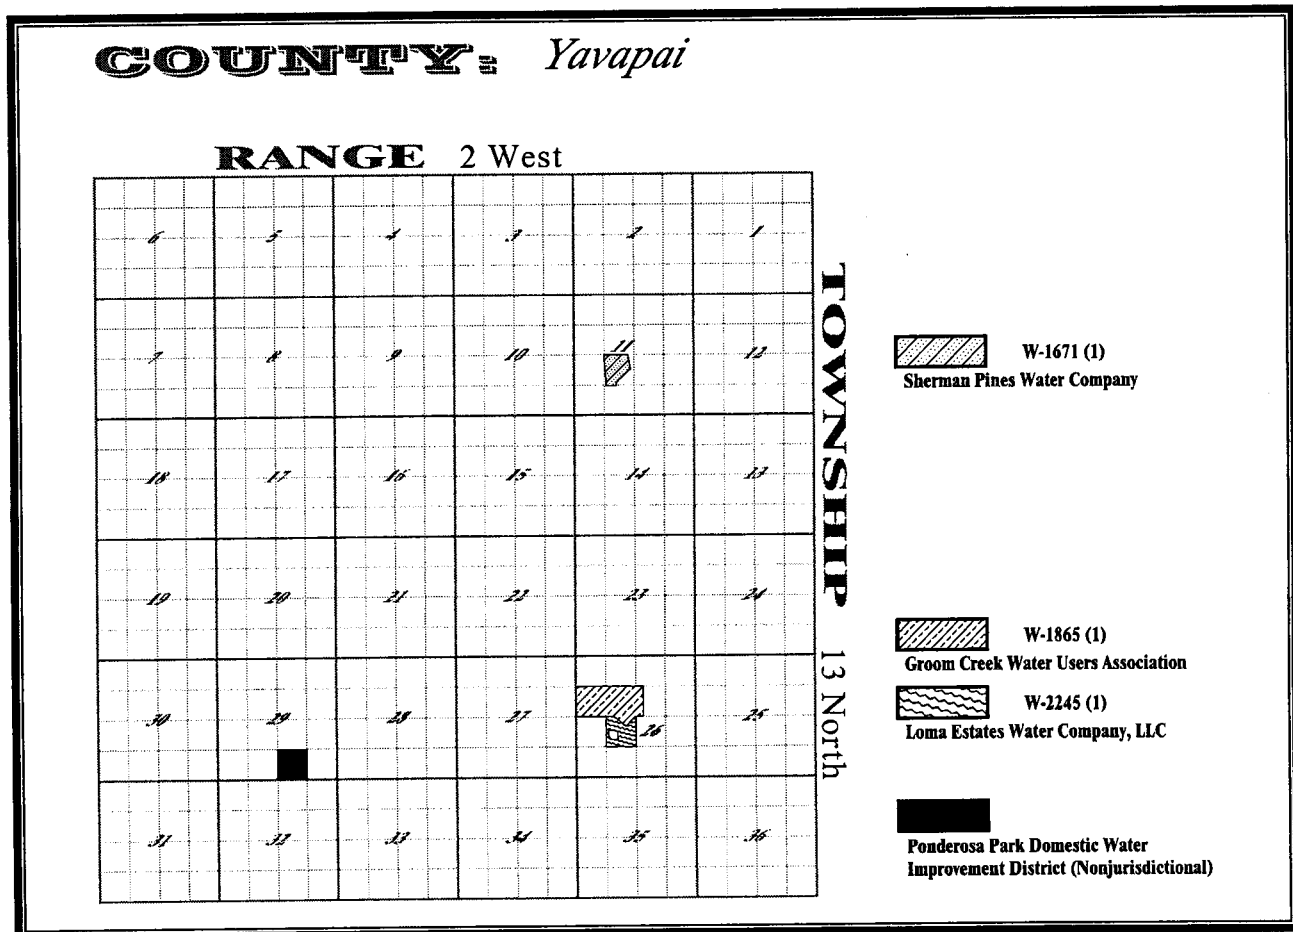 COUNTY: Yavapai
RANGE 2 West
6 5 4 3 2 1
7 8 9 10 11 12
18 17 16 15 14 13
19 20 21 22 23 24
30 29 28 27 26 25
31 32 33 34 35 36
TOWNSHIP 13 North
W-1671 (1)
Sherman Pines Water Company
W-1865 (1)
Groom Creek Water Users Association
W-2245 (1)
Loma Estates Water Company, LLC
Ponderosa Park Domestic Water
Improvement District (Nonjurisdictional)